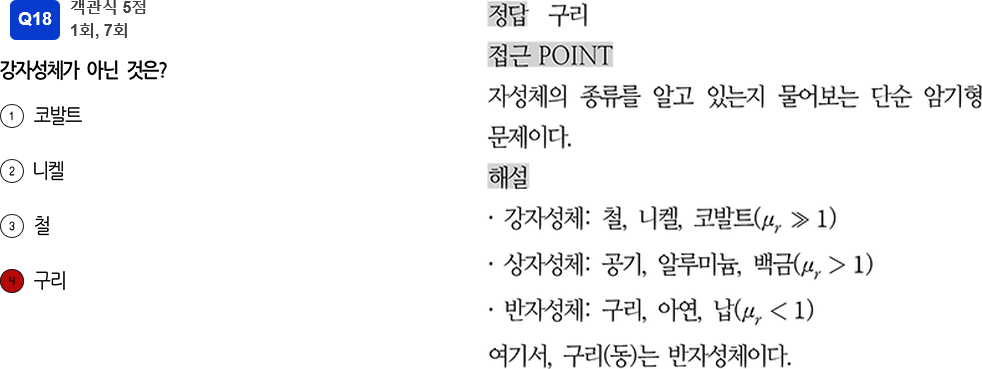 Q18
객관식 5점
1회, 7회
강자성체가 아닌 것은?
① 코발트
② 니켈
③ 철
④ 구리
정답 구리
접근 POINT
자성체의 종류를 알고 있는지 물어보는 단순 암기형
문제이다.
해설
· 강자성체: 철, 니켈, 코발트(μᵣ ≫ 1)
· 상자성체: 공기, 알루미늄, 백금(μᵣ > 1)
· 반자성체: 구리, 아연, 납(μᵣ < 1)
여기서, 구리(동)는 반자성체이다.